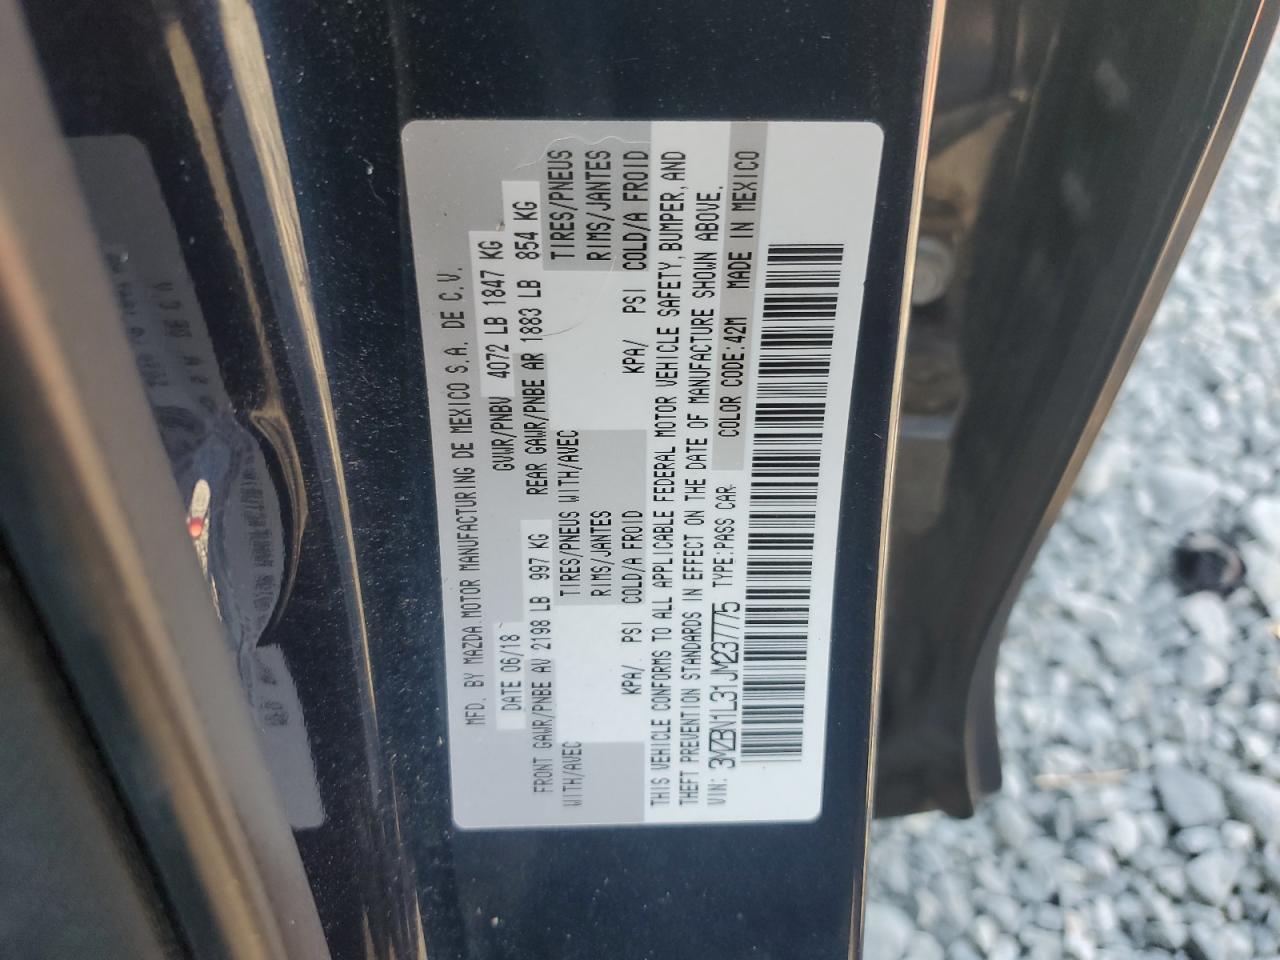 MFD. BY MAZDA MOTOR MANUFACTURING DE MEXICO S.A. DE C.V.
DATE 06/18 GVWR/PNBV 4072 LB 1847 KG
FRONT GAWR/PNBE AV 2198 LB 997 KG REAR GAWR/PNBE AR 1883 LB 854 KG
WITH/AVEC TIRES/PNEUS WITH/AVEC TIRES/PNEUS
RIMS/JANTES RIMS/JANTES
KPA/ PSI COLD/A FROID KPA/ PSI COLD/A FROID
THIS VEHICLE CONFORMS TO ALL APPLICABLE FEDERAL MOTOR VEHICLE SAFETY, BUMPER, AND
THEFT PREVENTION STANDARDS IN EFFECT ON THE DATE OF MANUFACTURE SHOWN ABOVE.
VIN: 3MZBN1L31JM237775 TYPE:PASS CAR COLOR CODE:42M MADE IN MEXICO